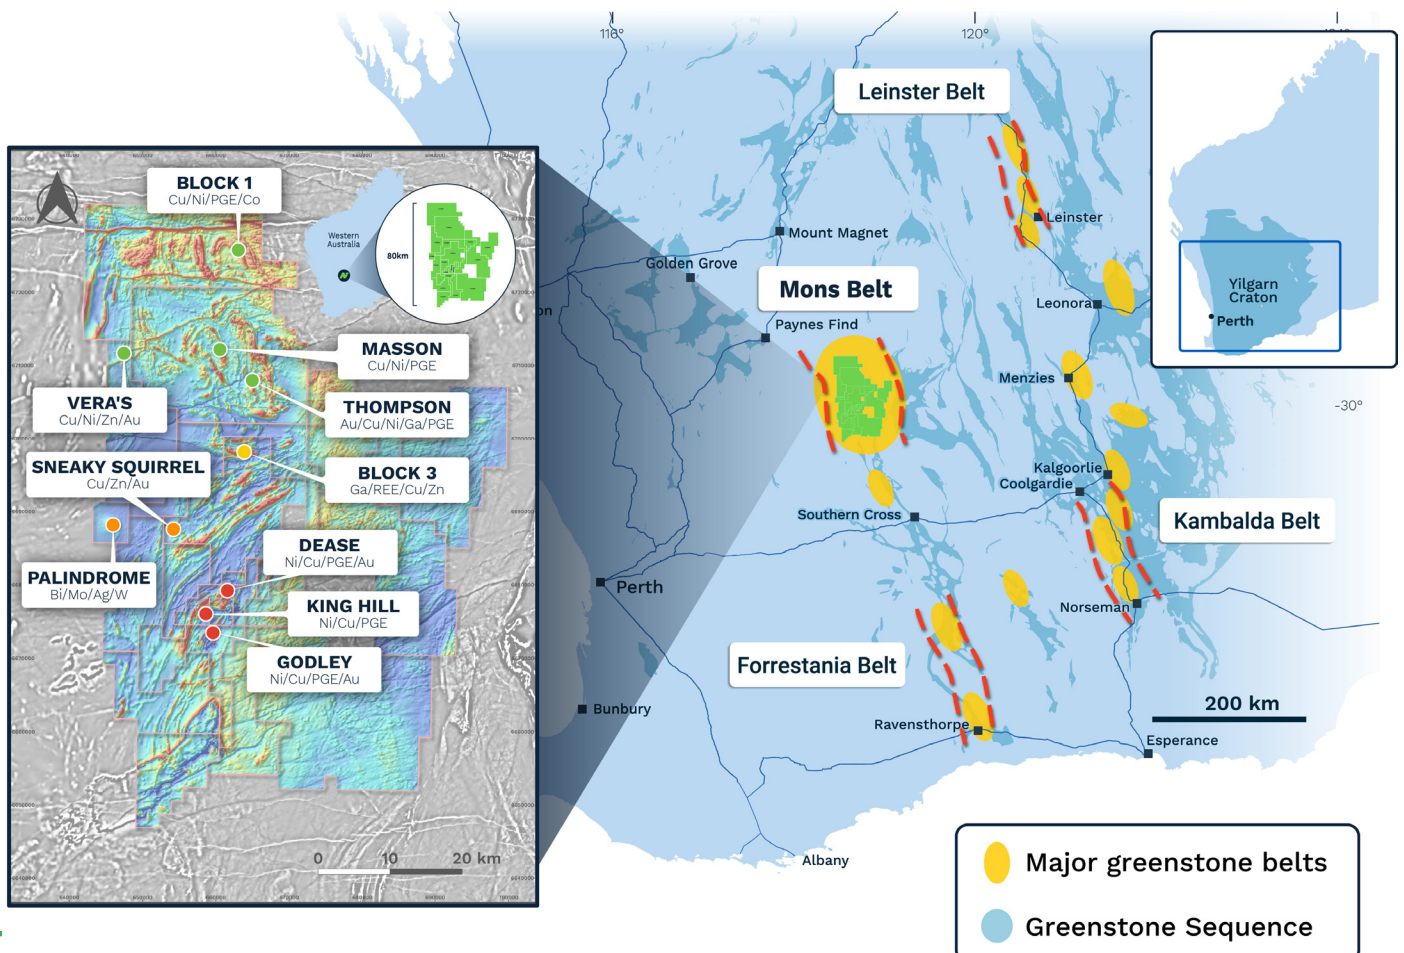 116°
120°
Leinster Belt
Leinster
Mount Magnet
Golden Grove
Mons Belt
Paynes Find
Leonora
Menzies
-30°
Kalgoorlie
Coolgardie
Southern Cross
Kambalda Belt
Perth
Norseman
Forrestania Belt
Bunbury
Ravensthorpe
200 km
Esperance
Albany
Yilgarn
Craton
Perth
Major greenstone belts
Greenstone Sequence
BLOCK 1
Cu/Ni/PGE/Co
Western
Australia
80km
MASSON
Cu/Ni/PGE
VERA'S
Cu/Ni/Zn/Au
THOMPSON
Au/Cu/Ni/Ga/PGE
SNEAKY SQUIRREL
Cu/Zn/Au
BLOCK 3
Ga/REE/Cu/Zn
DEASE
Ni/Cu/PGE/Au
PALINDROME
Bi/Mo/Ag/W
KING HILL
Ni/Cu/PGE
GODLEY
Ni/Cu/PGE/Au
0 10 20 km